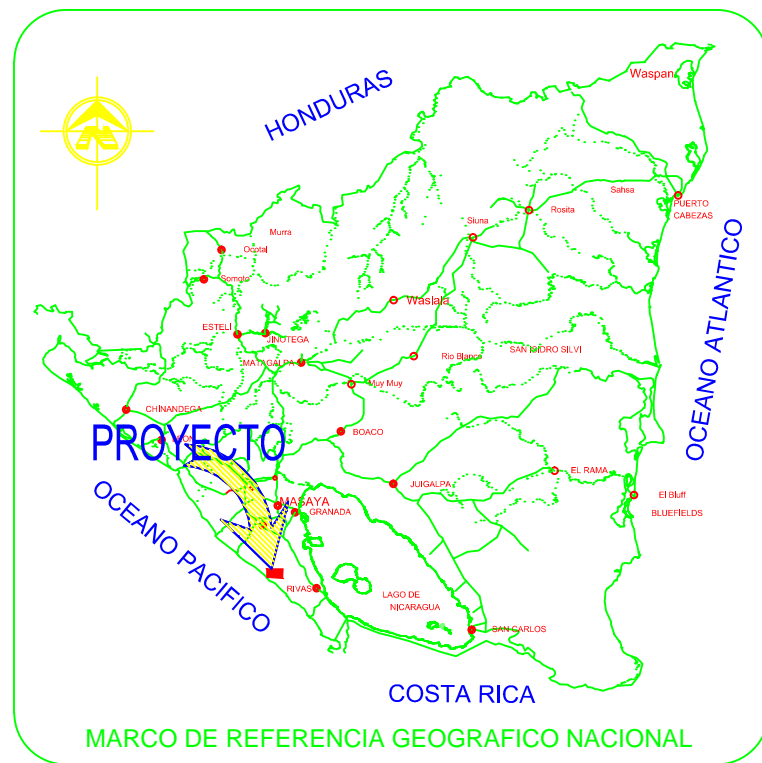 HONDURAS
Waspan
Sahsa
PUERTO
CABEZAS
Rosita
Siuna
Murra
Ocotal
Somoto
OCEANO ATLANTICO
Waslala
ESTELI
JINOTEGA
MATAGALPA
Rio Blanco
SAN ISIDRO SILVI
Muy Muy
CHINANDEGA
BOACO
PROYECTO
EL RAMA
JUIGALPA
El Bluff
BLUEFIELDS
MASAYA
GRANADA
OCEANO PACIFICO
RIVAS
LAGO DE
NICARAGUA
SAN CARLOS
COSTA RICA
MARCO DE REFERENCIA GEOGRAFICO NACIONAL